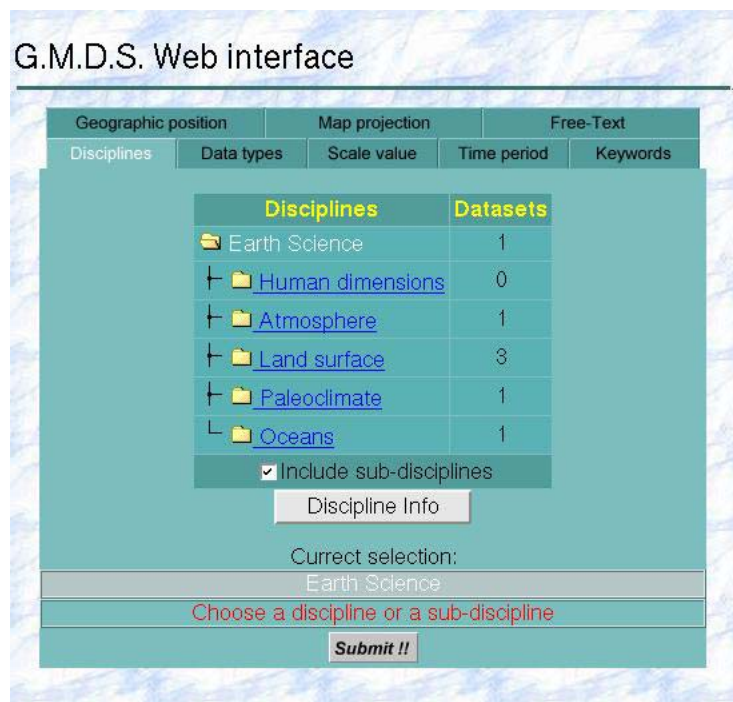 G.M.D.S. Web interface
Geographic position Map projection Free-Text
Disciplines Data types Scale value Time period Keywords
Disciplines Datasets
Earth Science 1
Human dimensions 0
Atmosphere 1
Land surface 3
Paleoclimate 1
Oceans 1
Include sub-disciplines
Discipline Info
Currect selection:
Earth Science
Choose a discipline or a sub-discipline
Submit !!